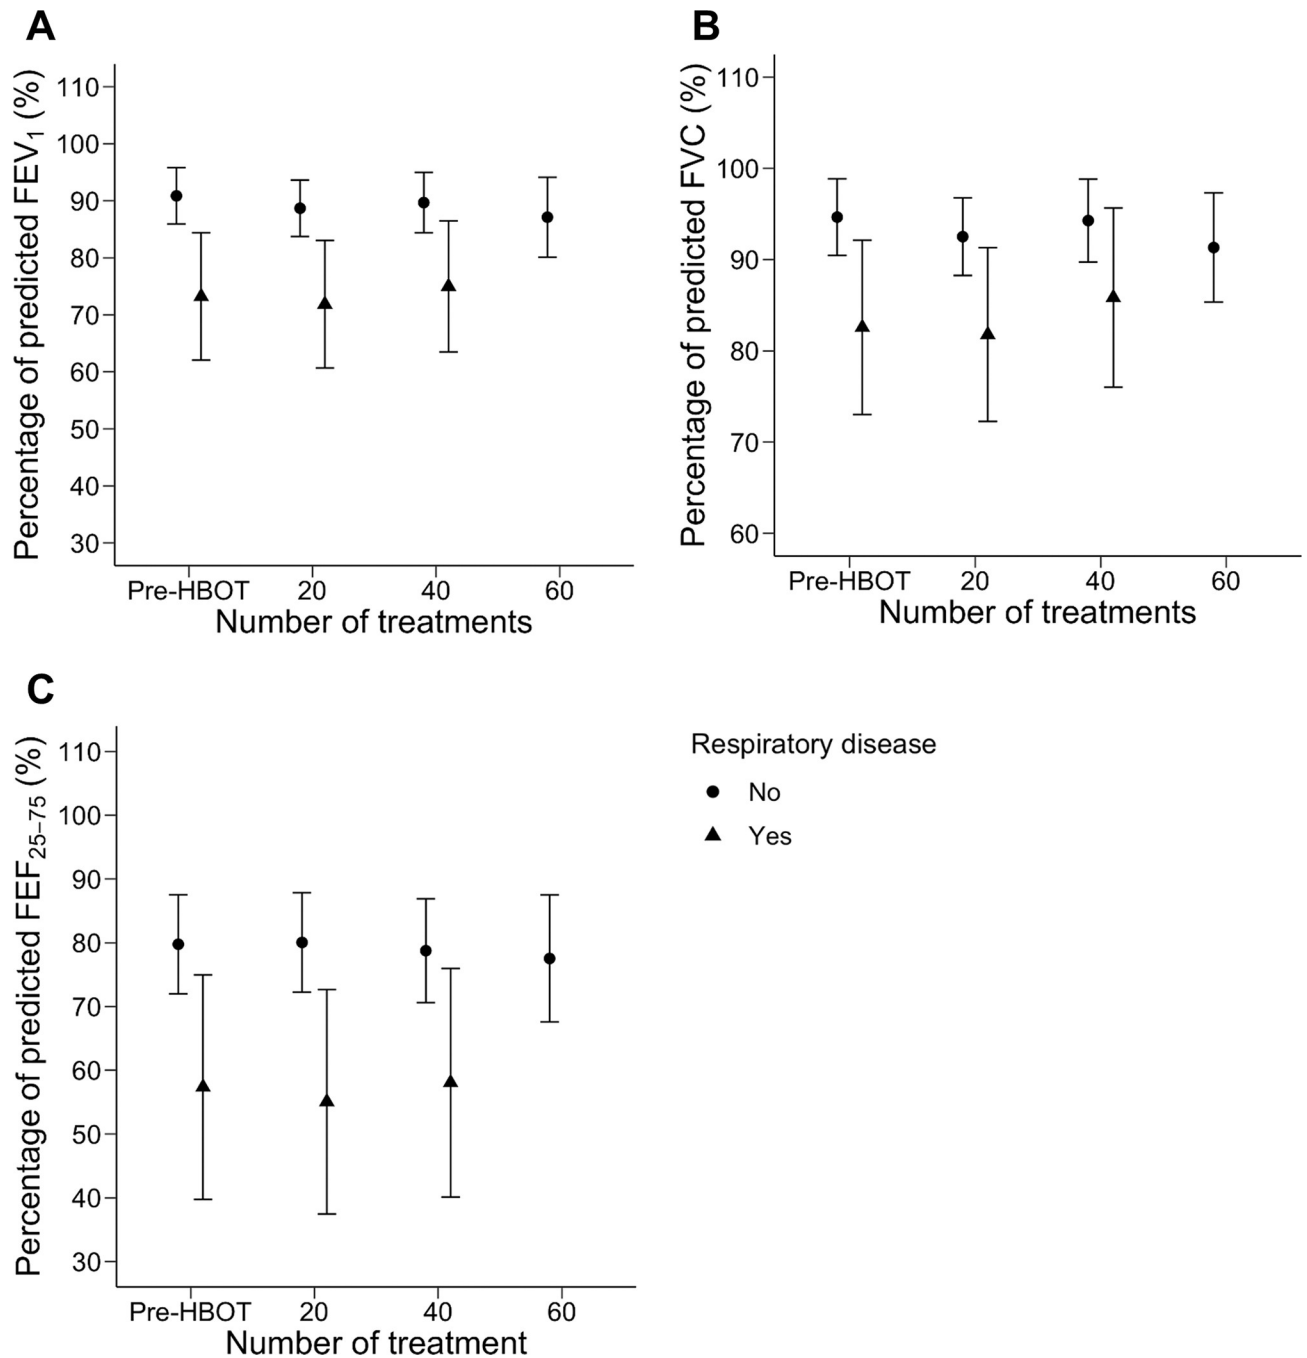 A
Percentage of predicted FEV₁ (%)
110
100
90
80
70
60
50
40
30
Pre-HBOT 20 40 60
Number of treatments
B
Percentage of predicted FVC (%)
110
100
90
80
70
60
Pre-HBOT 20 40 60
Number of treatments
C
Percentage of predicted FEF₂₅₋₇₅ (%)
110
100
90
80
70
60
50
40
30
Pre-HBOT 20 40 60
Number of treatment
Respiratory disease
No
Yes